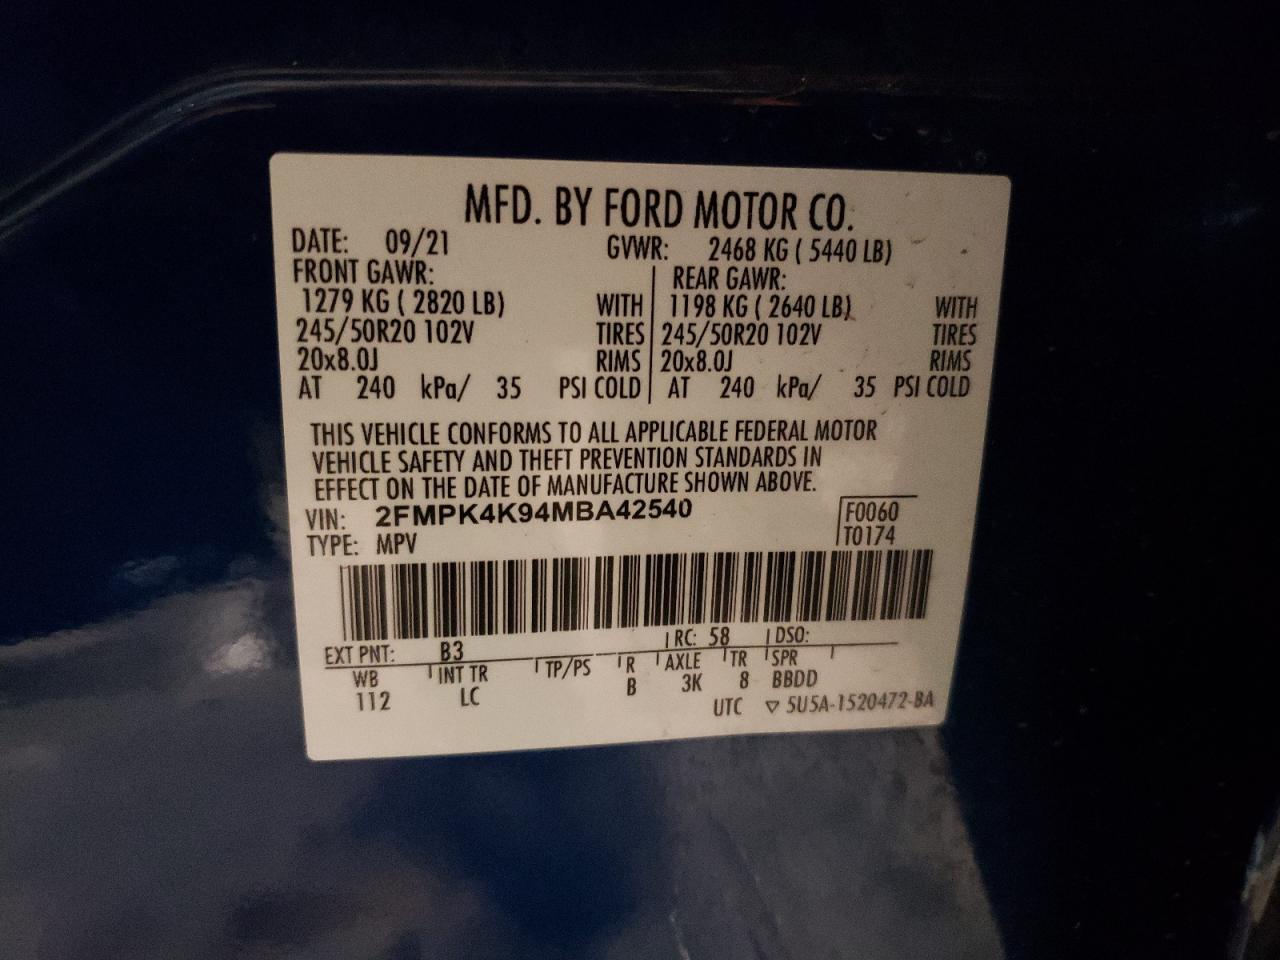 MFD. BY FORD MOTOR CO.
DATE: 09/21 GVWR: 2468 KG ( 5440 LB)
FRONT GAWR: REAR GAWR:
1279 KG ( 2820 LB) WITH 1198 KG ( 2640 LB) WITH
245/50R20 102V TIRES 245/50R20 102V TIRES
20x8.0J RIMS 20x8.0J RIMS
AT 240 kPa/ 35 PSI COLD AT 240 kPa/ 35 PSI COLD
THIS VEHICLE CONFORMS TO ALL APPLICABLE FEDERAL MOTOR
VEHICLE SAFETY AND THEFT PREVENTION STANDARDS IN
EFFECT ON THE DATE OF MANUFACTURE SHOWN ABOVE.
VIN: 2FMPK4K94MBA42540 F0060
TYPE: MPV T0174
EXT PNT: B3 RC: 58 DSO:
WB INT TR TP/PS R AXLE TR SPR
112 LC B 3K 8 BBDD
UTC ▽ 5U5A-1520472-BA